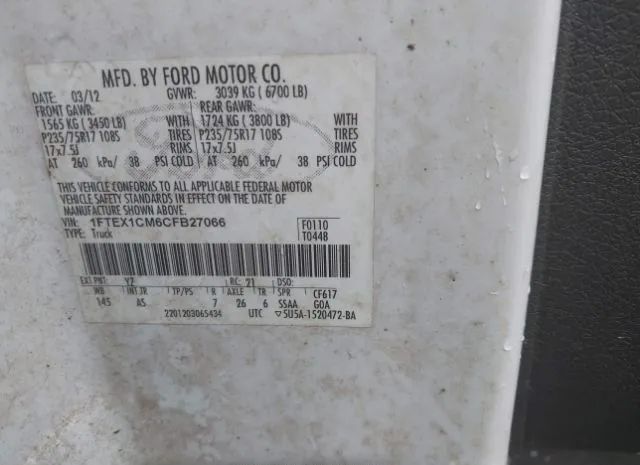 MFD. BY FORD MOTOR CO.
DATE: 03/12 GVWR: 3039 KG ( 6700 LB)
FRONT GAWR: REAR GAWR:
1565 KG ( 3450 LB) WITH 1724 KG ( 3800 LB) WITH
P235/75R17 108S TIRES P235/75R17 108S TIRES
17x7.5J RIMS 17x7.5J RIMS
AT 260 kPa/ 38 PSI COLD AT 260 kPa/ 38 PSI COLD
THIS VEHICLE CONFORMS TO ALL APPLICABLE FEDERAL MOTOR
VEHICLE SAFETY STANDARDS IN EFFECT ON THE DATE OF
MANUFACTURE SHOWN ABOVE.
VIN: 1FTEX1CM6CFB27066 F0110
TYPE: Truck T0448
EXT PNT: YZ RC: 21 DSO:
WB INT TR TP/PS R AXLE TR SPR CF617
145 AS 7 26 6 SSAA GOA
2201203065434 UTC ▽5U5A-1520472-BA
Ford